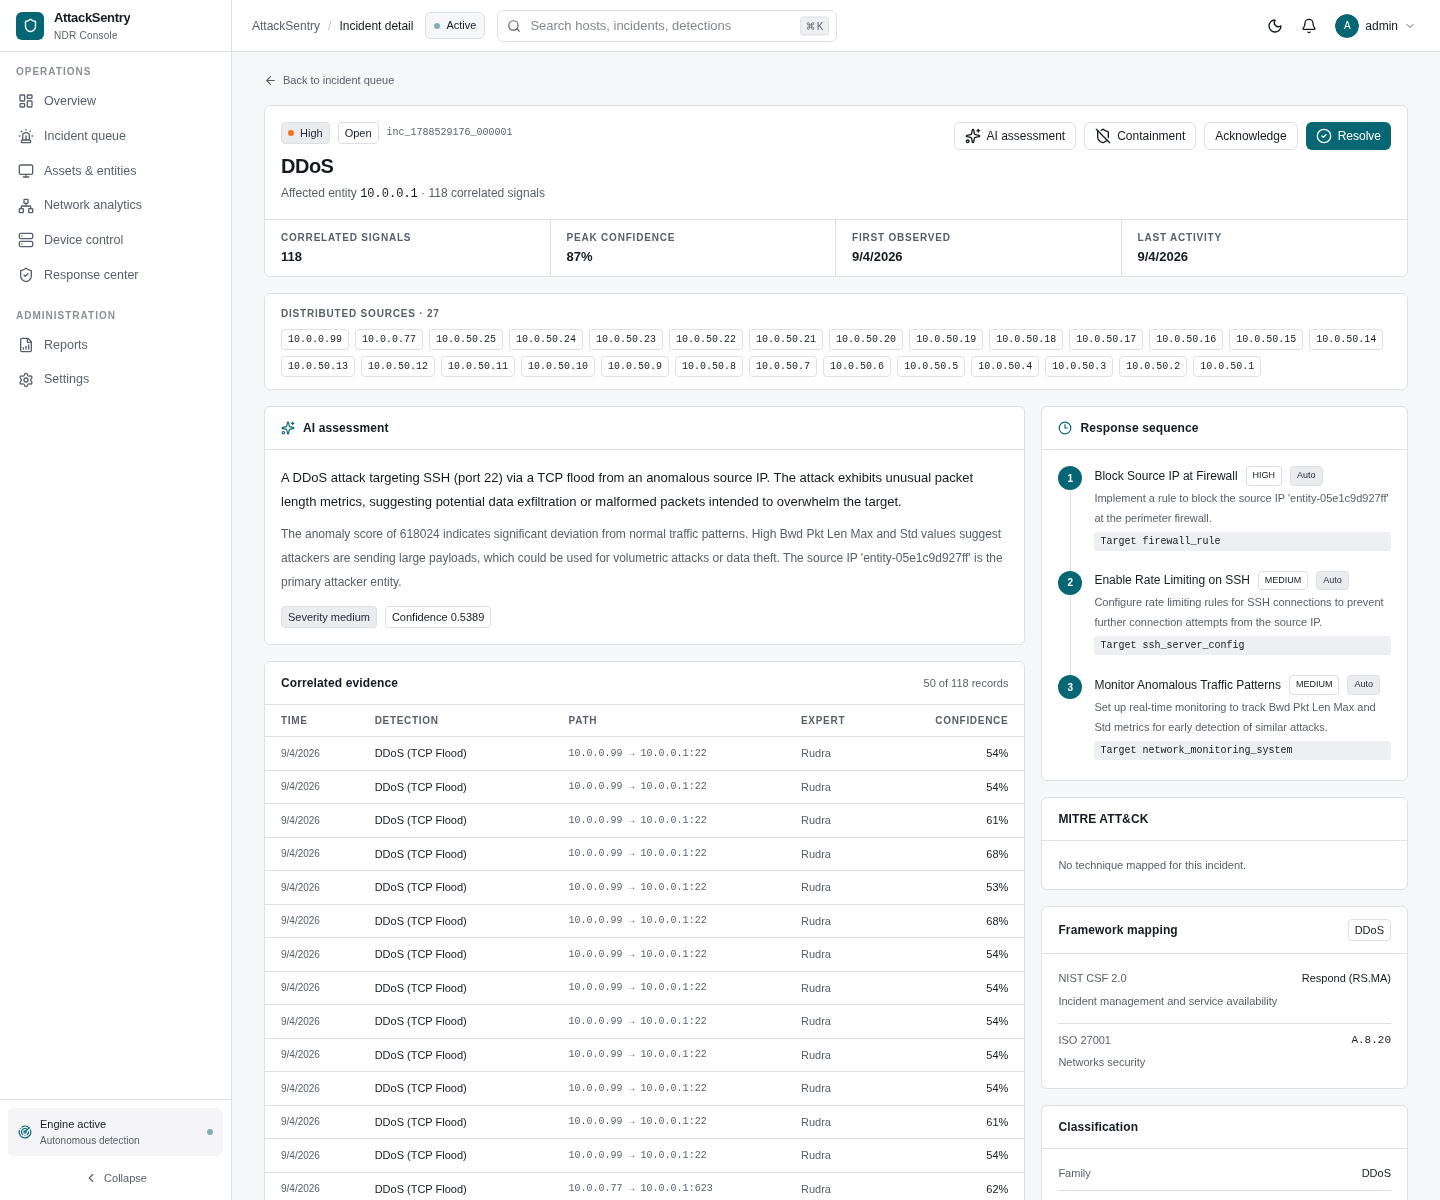 AttackSentry
NDR Console
OPERATIONS
Overview
Incident queue
Assets & entities
Network analytics
Device control
Response center
ADMINISTRATION
Reports
Settings
Engine active
Autonomous detection
Collapse
AttackSentry / Incident detail Active Search hosts, incidents, detections ⌘K A admin
Back to incident queue
High Open inc_1788529176_000001 AI assessment Containment Acknowledge Resolve
DDoS
Affected entity 10.0.0.1 · 118 correlated signals
CORRELATED SIGNALS PEAK CONFIDENCE FIRST OBSERVED LAST ACTIVITY
118 87% 9/4/2026 9/4/2026
DISTRIBUTED SOURCES · 27
10.0.0.99 10.0.0.77 10.0.50.25 10.0.50.24 10.0.50.23 10.0.50.22 10.0.50.21 10.0.50.20 10.0.50.19 10.0.50.18 10.0.50.17 10.0.50.16 10.0.50.15 10.0.50.14
10.0.50.13 10.0.50.12 10.0.50.11 10.0.50.10 10.0.50.9 10.0.50.8 10.0.50.7 10.0.50.6 10.0.50.5 10.0.50.4 10.0.50.3 10.0.50.2 10.0.50.1
AI assessment
A DDoS attack targeting SSH (port 22) via a TCP flood from an anomalous source IP. The attack exhibits unusual packet
length metrics, suggesting potential data exfiltration or malformed packets intended to overwhelm the target.
The anomaly score of 618024 indicates significant deviation from normal traffic patterns. High Bwd Pkt Len Max and Std values suggest
attackers are sending large payloads, which could be used for volumetric attacks or data theft. The source IP 'entity-05e1c9d927ff' is the
primary attacker entity.
Severity medium Confidence 0.5389
Correlated evidence 50 of 118 records
TIME DETECTION PATH EXPERT CONFIDENCE
9/4/2026 DDoS (TCP Flood) 10.0.0.99 → 10.0.0.1:22 Rudra 54%
9/4/2026 DDoS (TCP Flood) 10.0.0.99 → 10.0.0.1:22 Rudra 54%
9/4/2026 DDoS (TCP Flood) 10.0.0.99 → 10.0.0.1:22 Rudra 61%
9/4/2026 DDoS (TCP Flood) 10.0.0.99 → 10.0.0.1:22 Rudra 68%
9/4/2026 DDoS (TCP Flood) 10.0.0.99 → 10.0.0.1:22 Rudra 53%
9/4/2026 DDoS (TCP Flood) 10.0.0.99 → 10.0.0.1:22 Rudra 68%
9/4/2026 DDoS (TCP Flood) 10.0.0.99 → 10.0.0.1:22 Rudra 54%
9/4/2026 DDoS (TCP Flood) 10.0.0.99 → 10.0.0.1:22 Rudra 54%
9/4/2026 DDoS (TCP Flood) 10.0.0.99 → 10.0.0.1:22 Rudra 54%
9/4/2026 DDoS (TCP Flood) 10.0.0.99 → 10.0.0.1:22 Rudra 54%
9/4/2026 DDoS (TCP Flood) 10.0.0.99 → 10.0.0.1:22 Rudra 54%
9/4/2026 DDoS (TCP Flood) 10.0.0.99 → 10.0.0.1:22 Rudra 61%
9/4/2026 DDoS (TCP Flood) 10.0.0.99 → 10.0.0.1:22 Rudra 54%
9/4/2026 DDoS (TCP Flood) 10.0.0.77 → 10.0.0.1:623 Rudra 62%
Response sequence
1 Block Source IP at Firewall HIGH Auto
Implement a rule to block the source IP 'entity-05e1c9d927ff'
at the perimeter firewall.
Target firewall_rule
2 Enable Rate Limiting on SSH MEDIUM Auto
Configure rate limiting rules for SSH connections to prevent
further connection attempts from the source IP.
Target ssh_server_config
3 Monitor Anomalous Traffic Patterns MEDIUM Auto
Set up real-time monitoring to track Bwd Pkt Len Max and
Std metrics for early detection of similar attacks.
Target network_monitoring_system
MITRE ATT&CK
No technique mapped for this incident.
Framework mapping DDoS
NIST CSF 2.0 Respond (RS.MA)
Incident management and service availability
ISO 27001 A.8.20
Networks security
Classification
Family DDoS